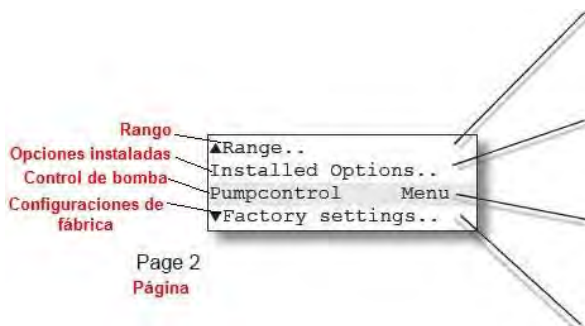 Rango
Opciones instaladas
Control de bomba
Configuraciones de
fábrica
▲Range..
Installed Options..
Pumpcontrol Menu
▼Factory settings..
Page 2
Página